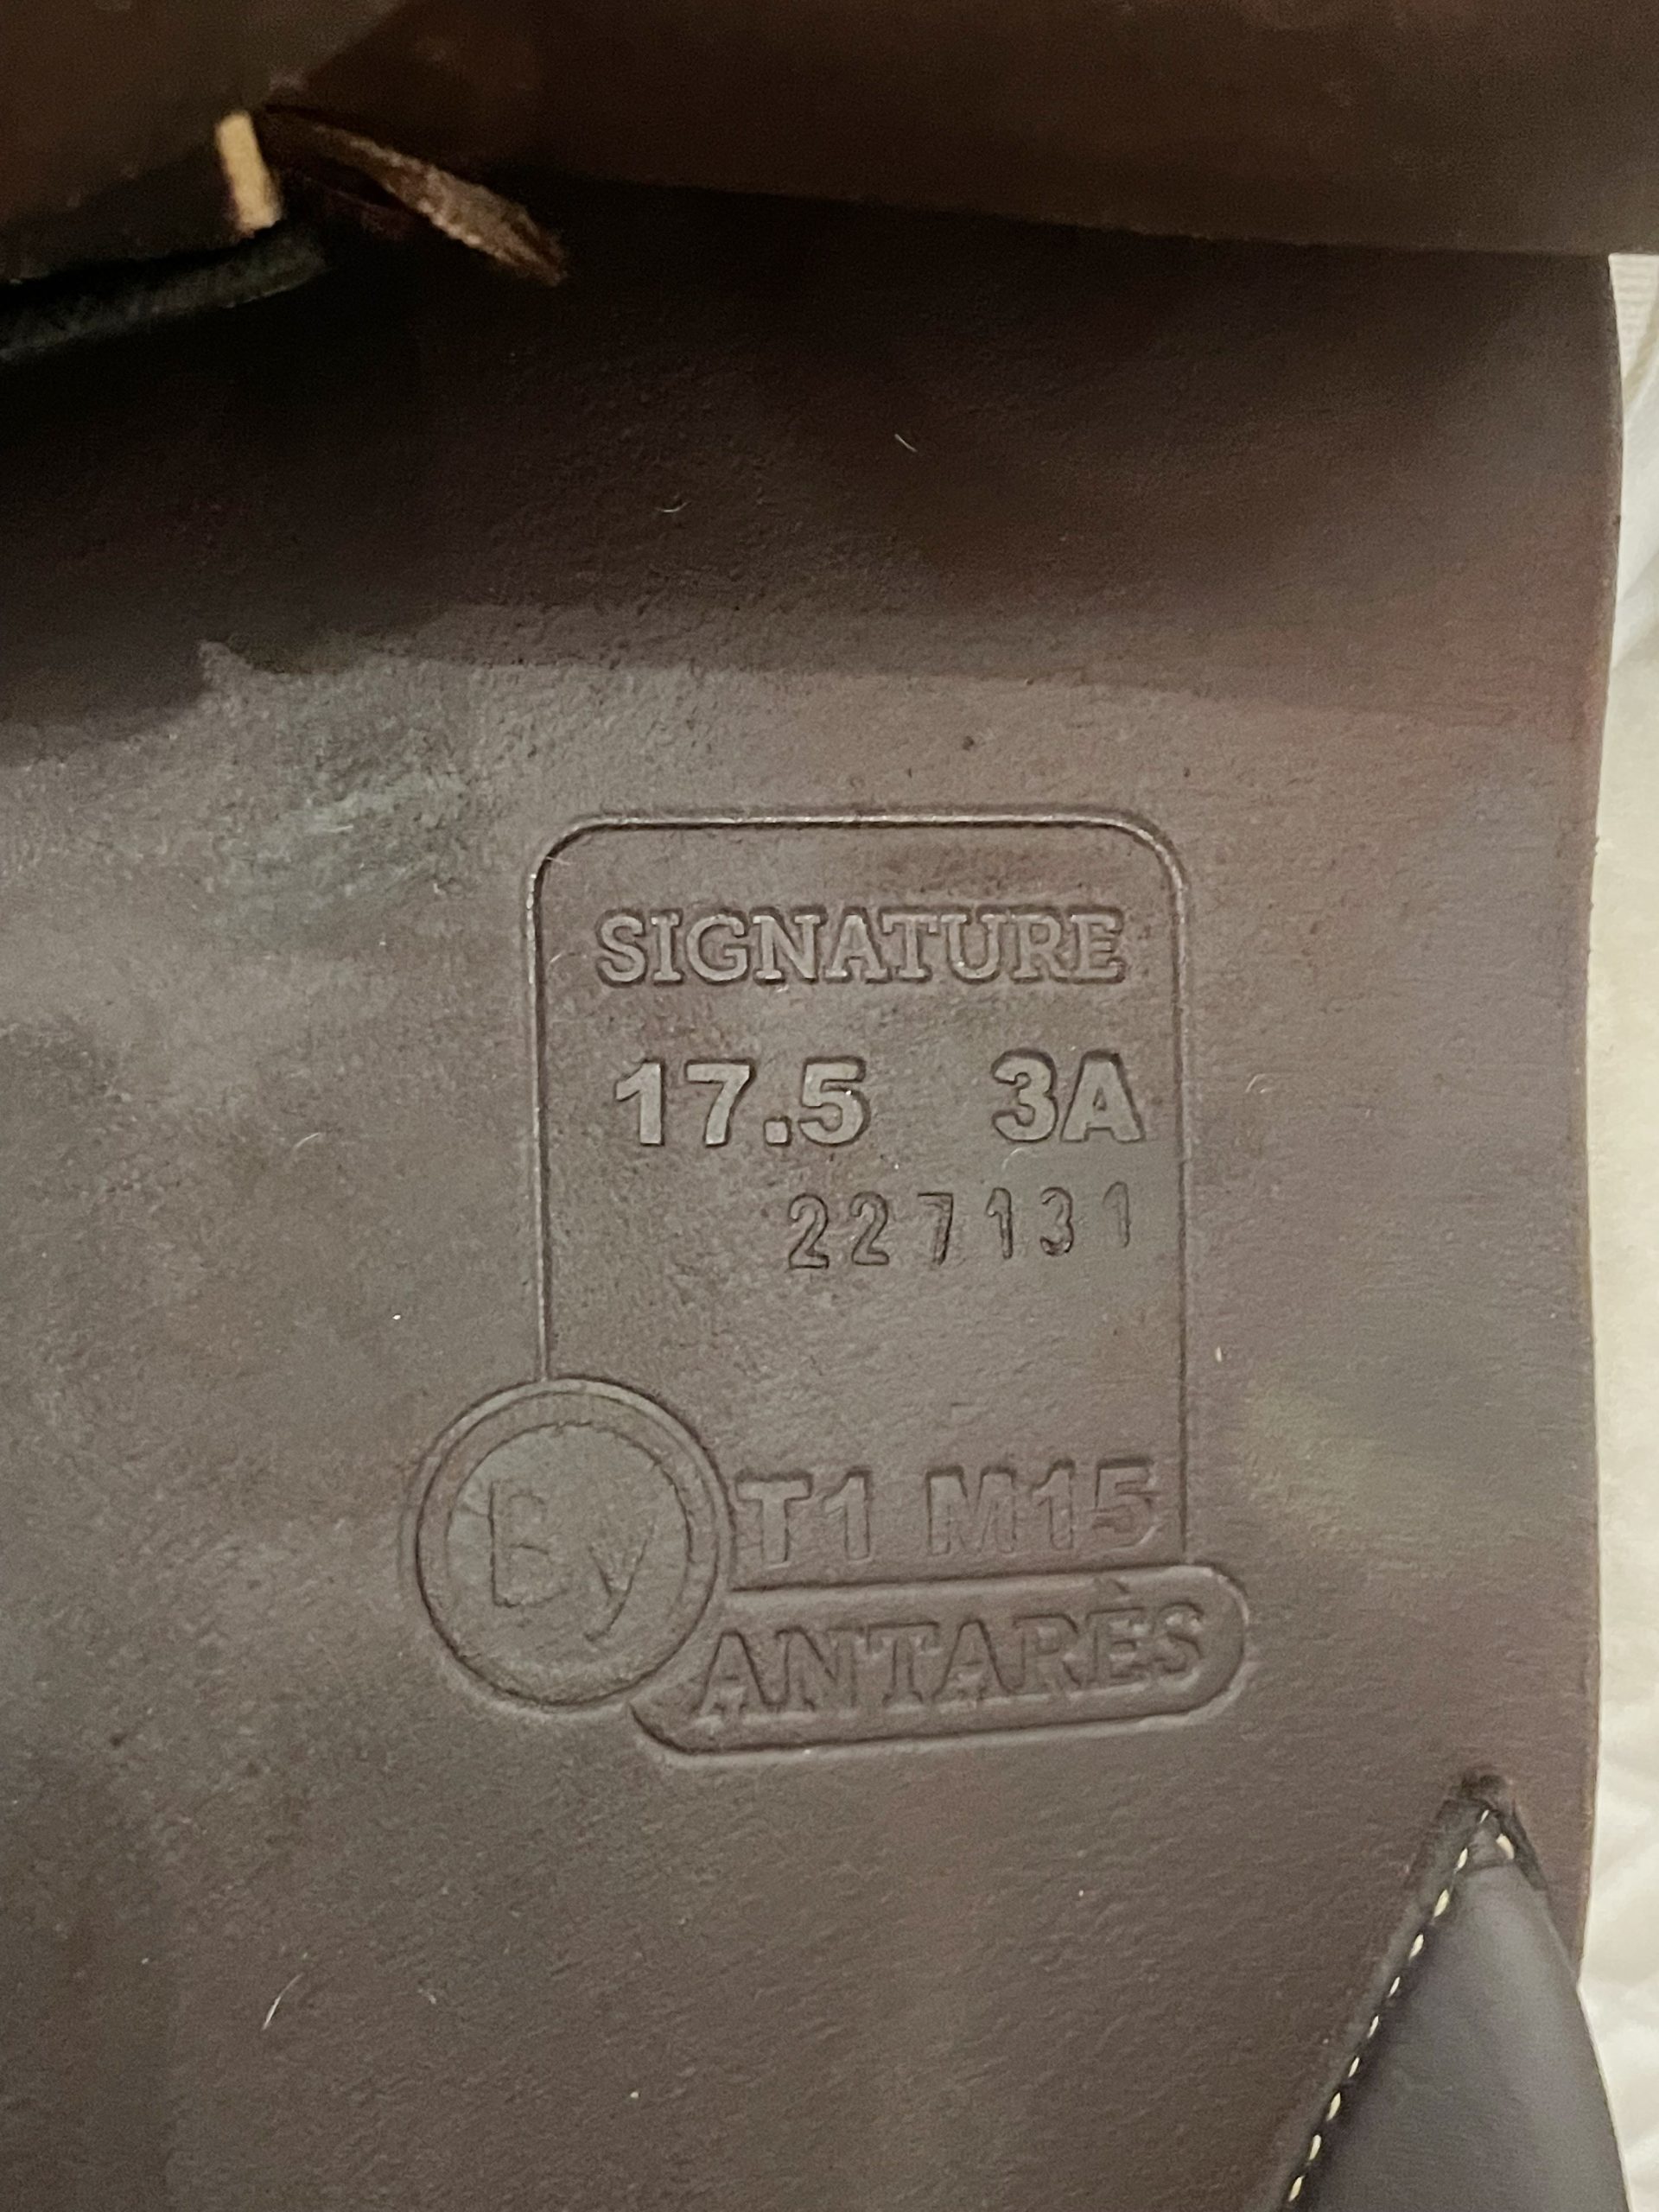 SIGNATURE
17.5 3A
227131
T1 M15
By
ANTARÈS